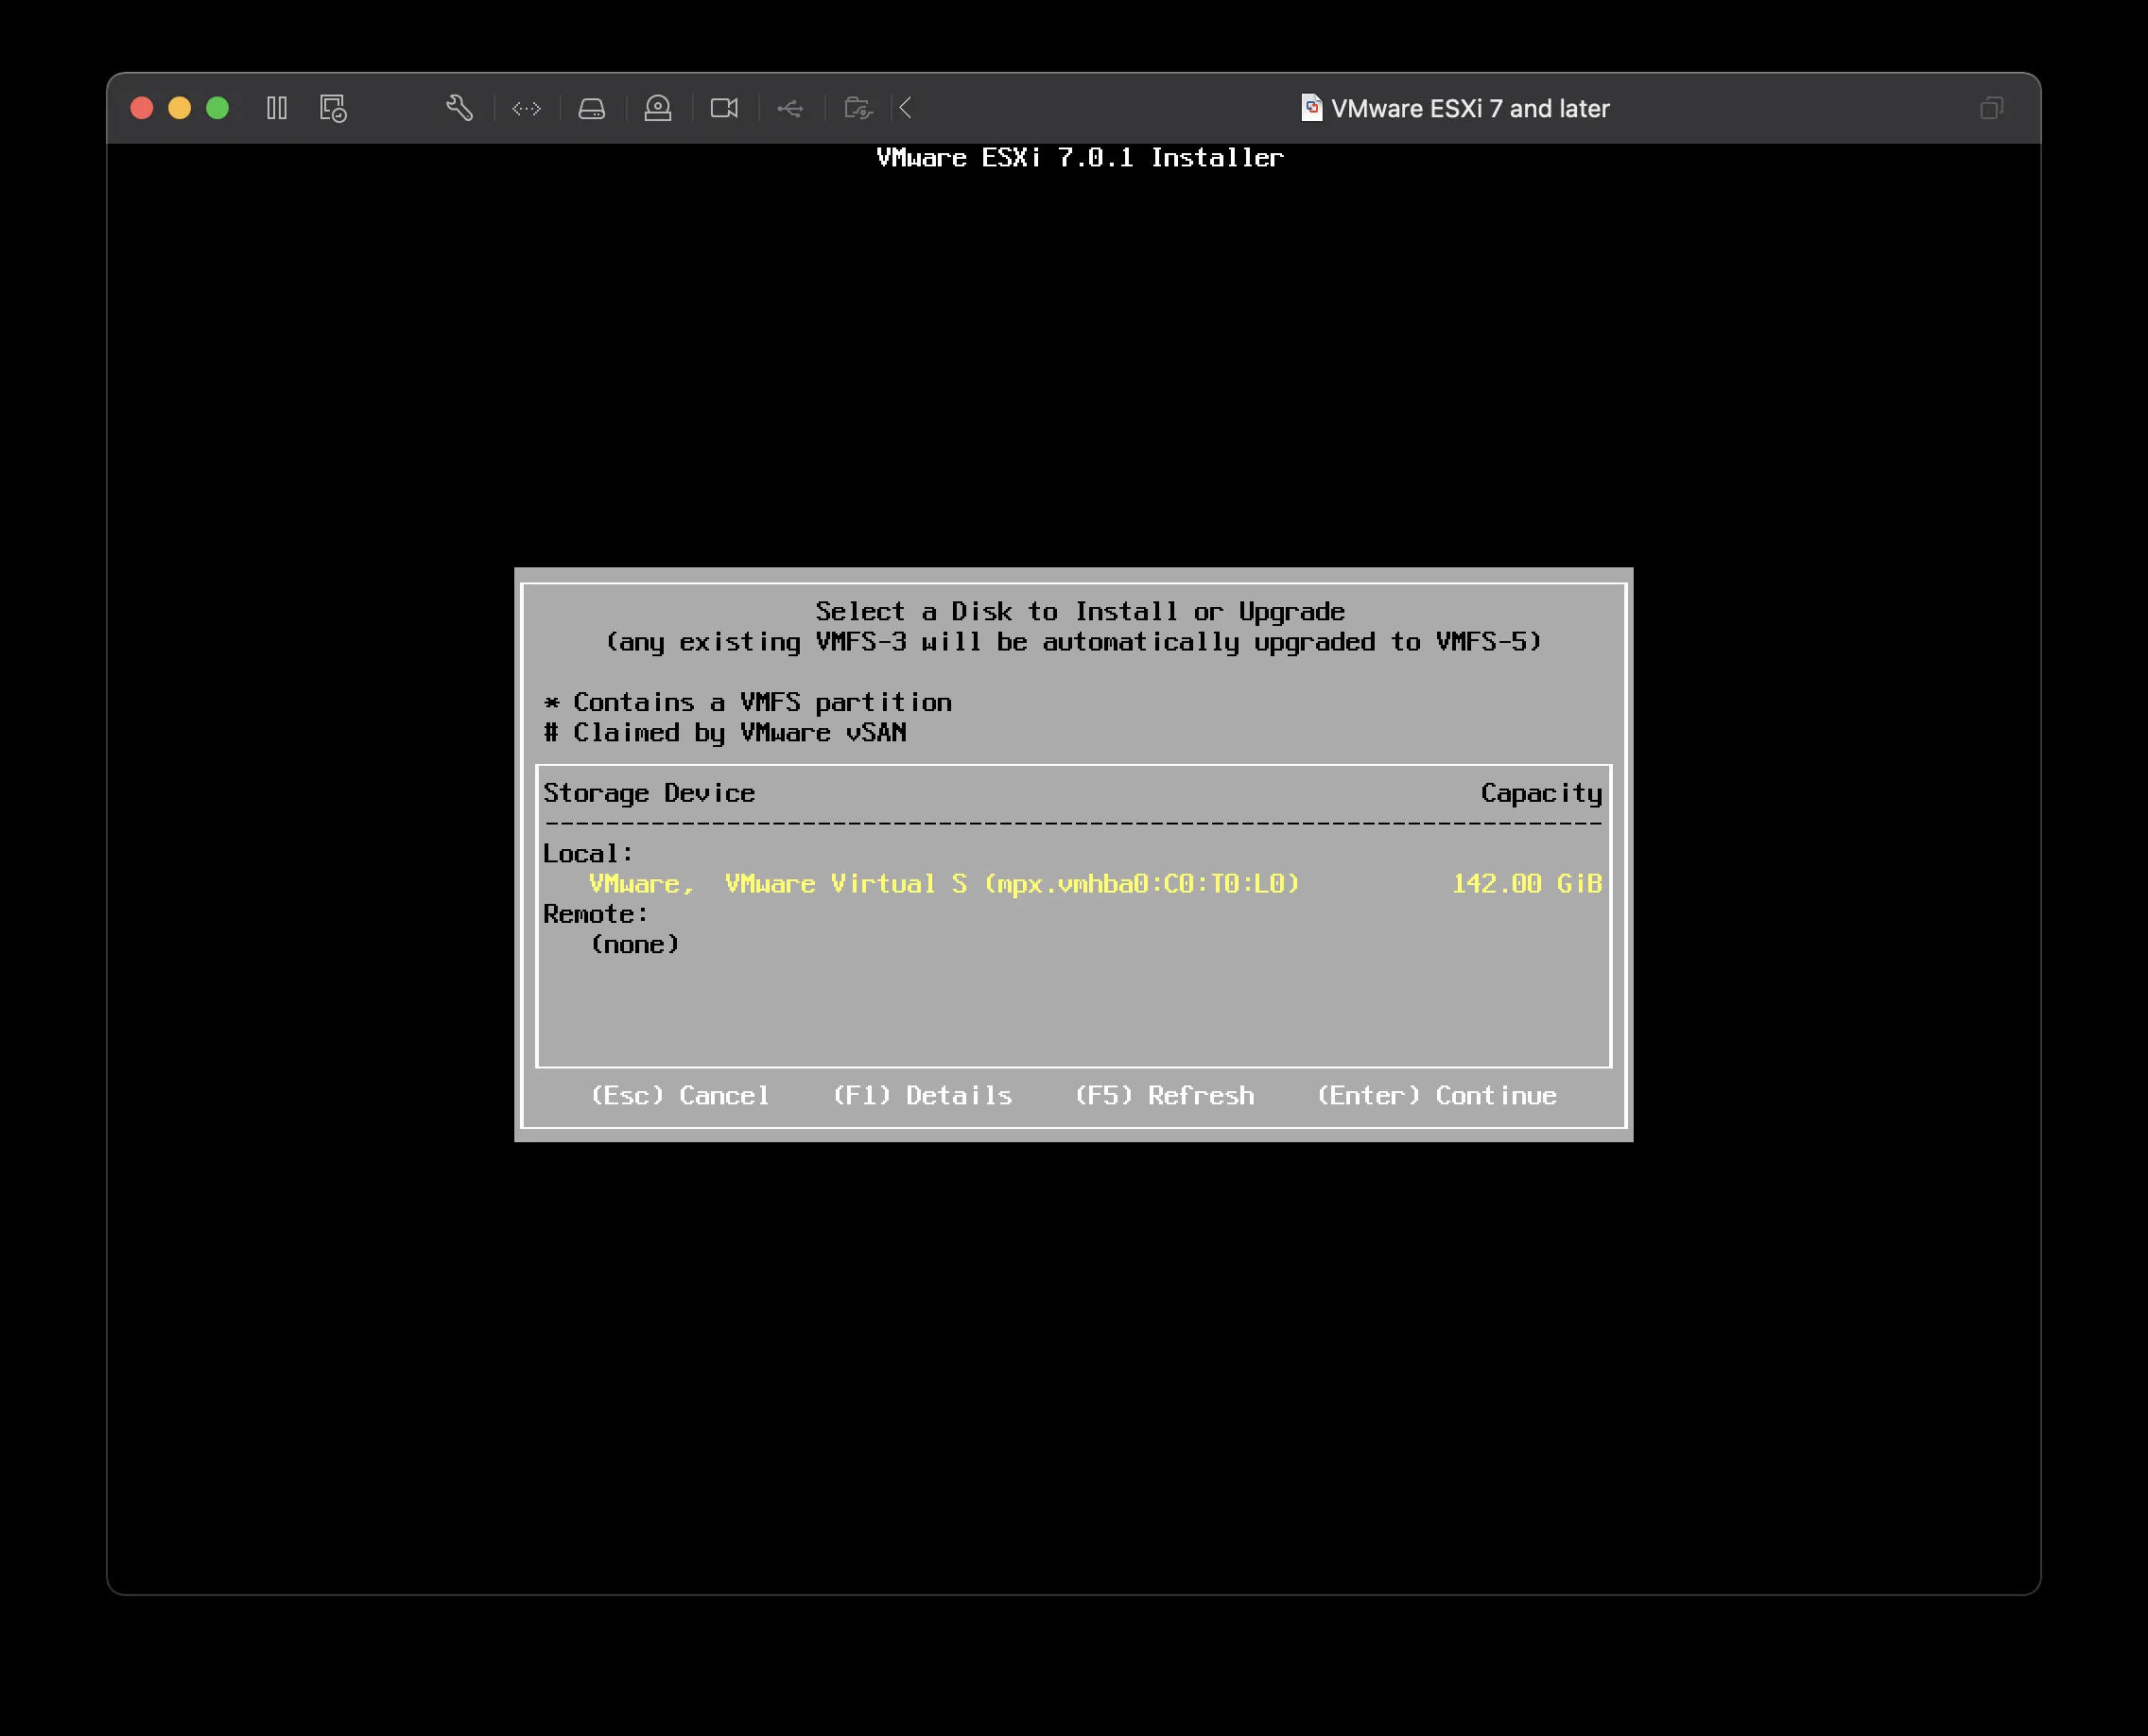 VMware ESXi 7 and later
VMware ESXi 7.0.1 Installer
Select a Disk to Install or Upgrade
(any existing VMFS-3 will be automatically upgraded to VMFS-5)
* Contains a VMFS partition
# Claimed by VMware vSAN
Storage Device Capacity
----------------------------------------------------------------------
Local:
VMware, VMware Virtual S (mpx.vmhba0:C0:T0:L0) 142.00 GiB
Remote:
(none)
(Esc) Cancel (F1) Details (F5) Refresh (Enter) Continue